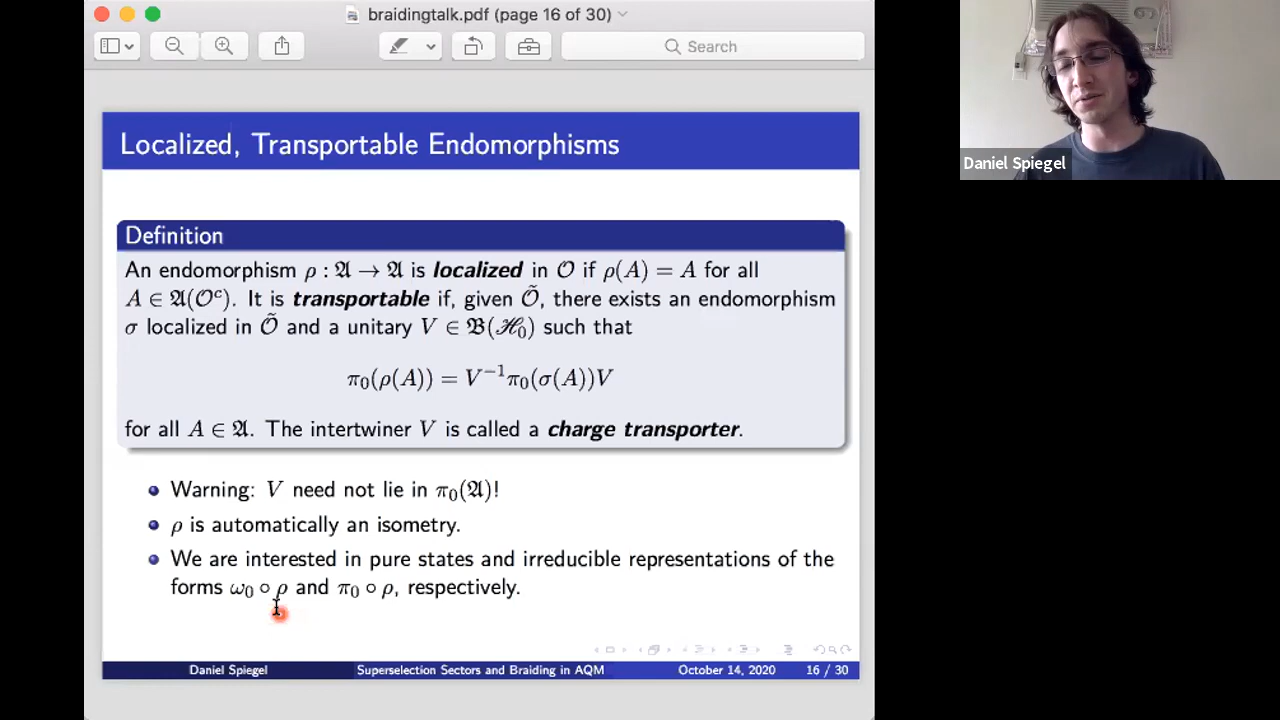 braidingtalk.pdf (page 16 of 30)
Search
Localized, Transportable Endomorphisms
Definition
An endomorphism ρ : 𝔄 → 𝔄 is localized in 𝒪 if ρ(A) = A for all
A ∈ 𝔄(𝒪ᶜ). It is transportable if, given 𝒪̃, there exists an endomorphism
σ localized in 𝒪̃ and a unitary V ∈ 𝔅(ℋ₀) such that
π₀(ρ(A)) = V⁻¹π₀(σ(A))V
for all A ∈ 𝔄. The intertwiner V is called a charge transporter.
Warning: V need not lie in π₀(𝔄)!
ρ is automatically an isometry.
We are interested in pure states and irreducible representations of the
forms ω₀ ∘ ρ and π₀ ∘ ρ, respectively.
Daniel Spiegel Superselection Sectors and Braiding in AQM October 14, 2020 16 / 30
Daniel Spiegel